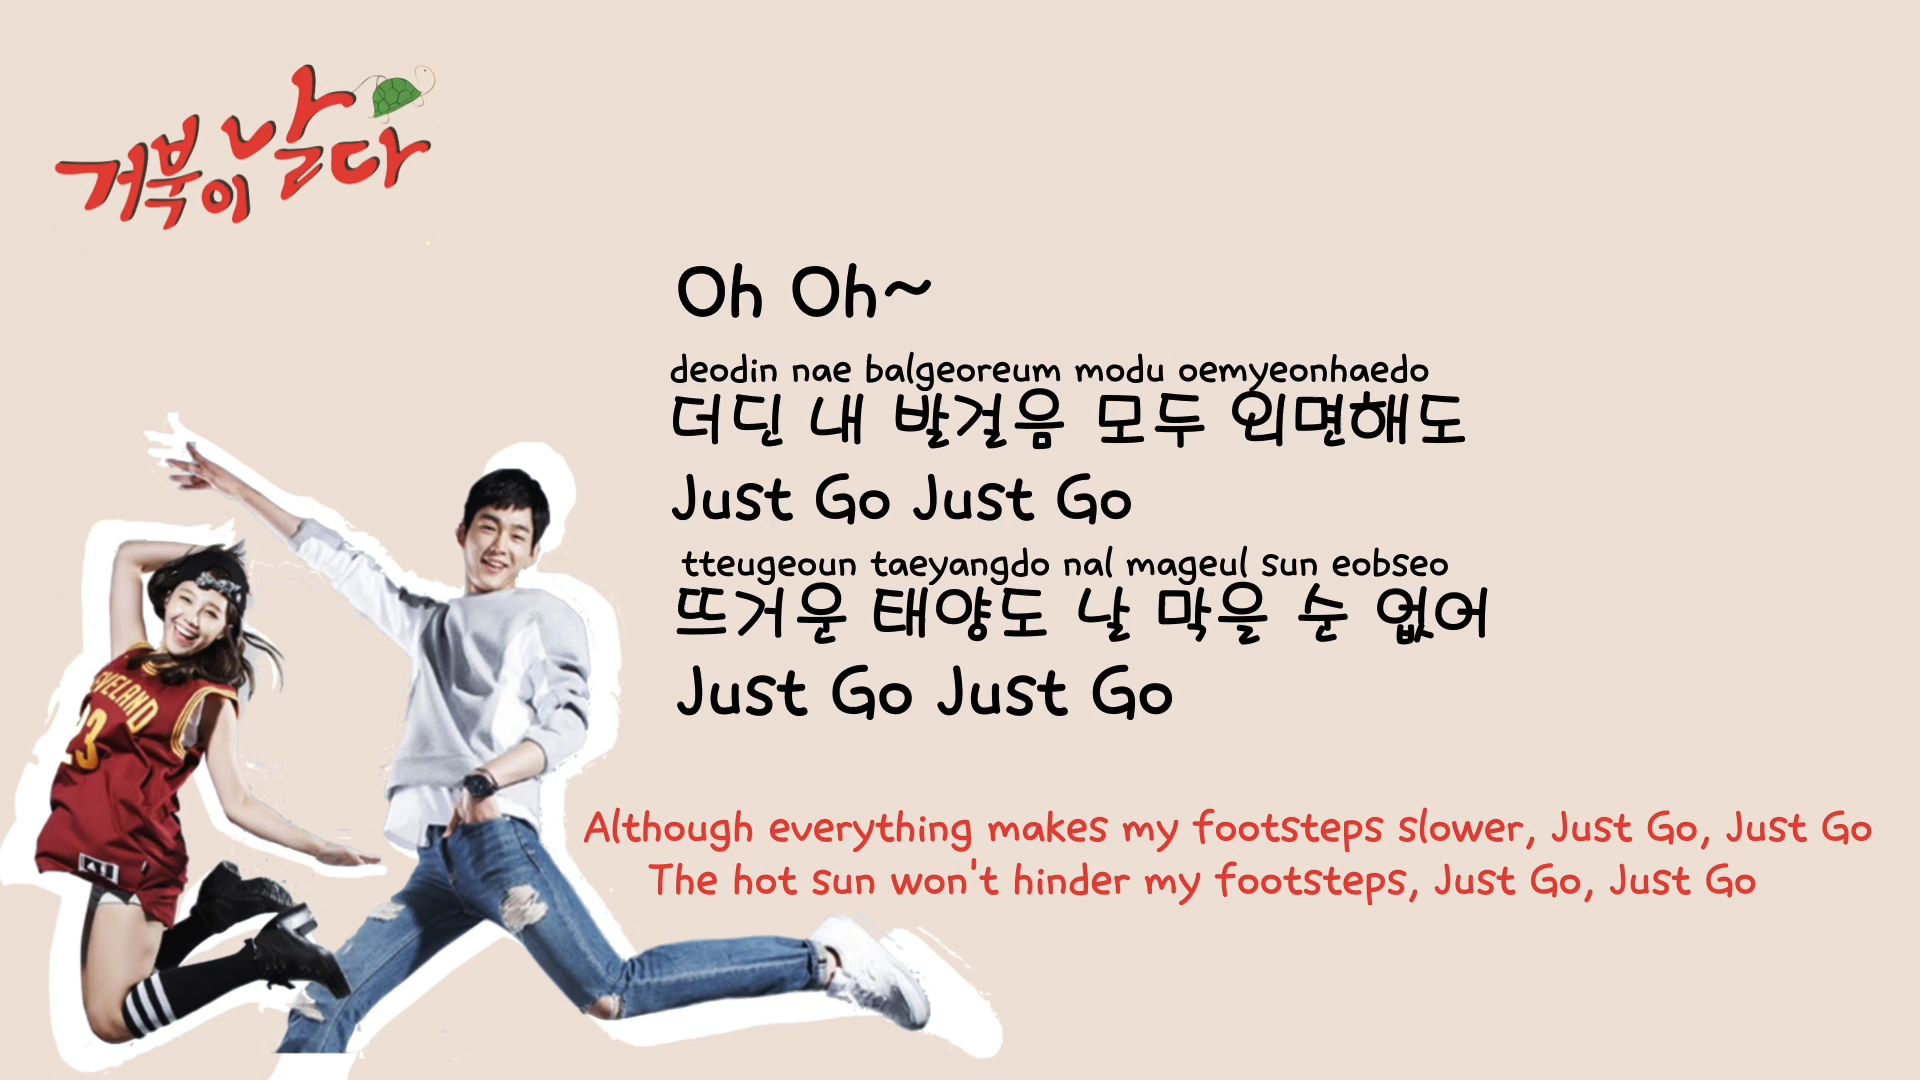 거북이 날다
Oh Oh~
deodin nae balgeoreum modu oemyeonhaedo
더딘 내 발걸음 모두 외면해도
Just Go Just Go
tteugeoun taeyangdo nal mageul sun eobseo
뜨거운 태양도 날 막을 순 없어
Just Go Just Go
EVELAND
23
Although everything makes my footsteps slower, Just Go, Just Go
The hot sun won't hinder my footsteps, Just Go, Just Go